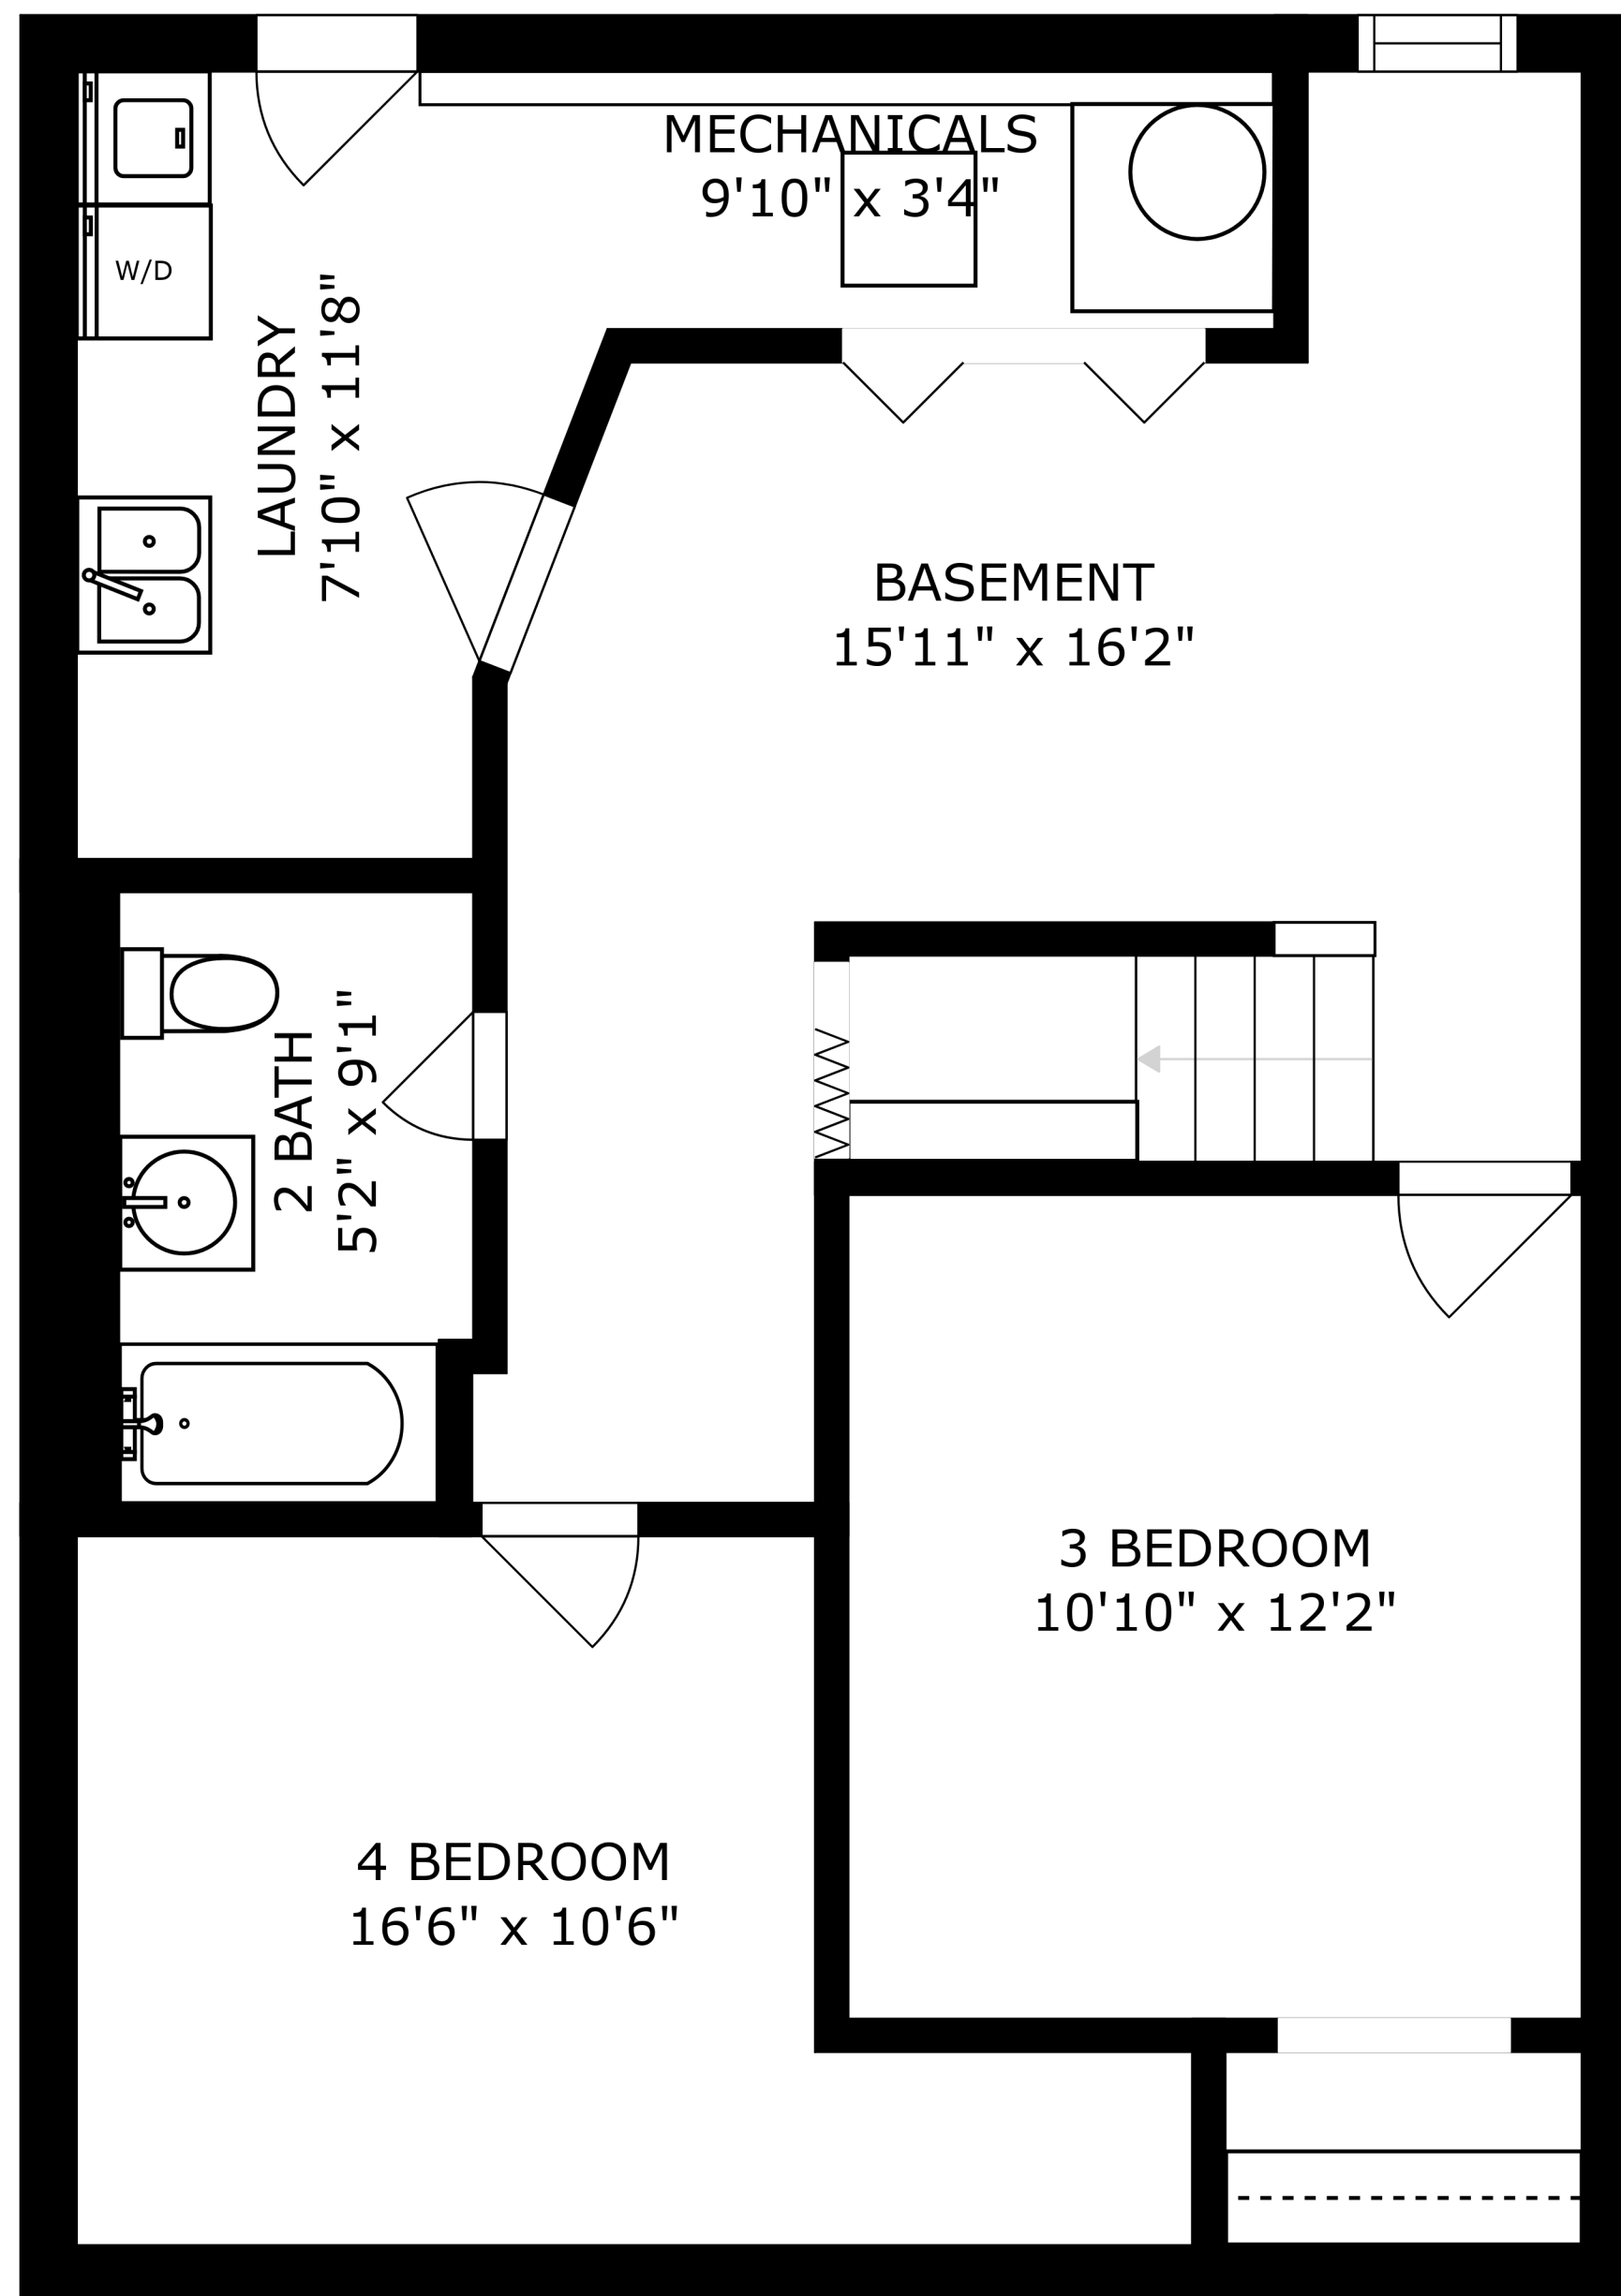 MECHANICALS
9'10" x 3'4"
W/D
LAUNDRY
7'10" x 11'8"
BASEMENT
15'11" x 16'2"
2 BATH
5'2" x 9'1"
3 BEDROOM
10'10" x 12'2"
4 BEDROOM
16'6" x 10'6"